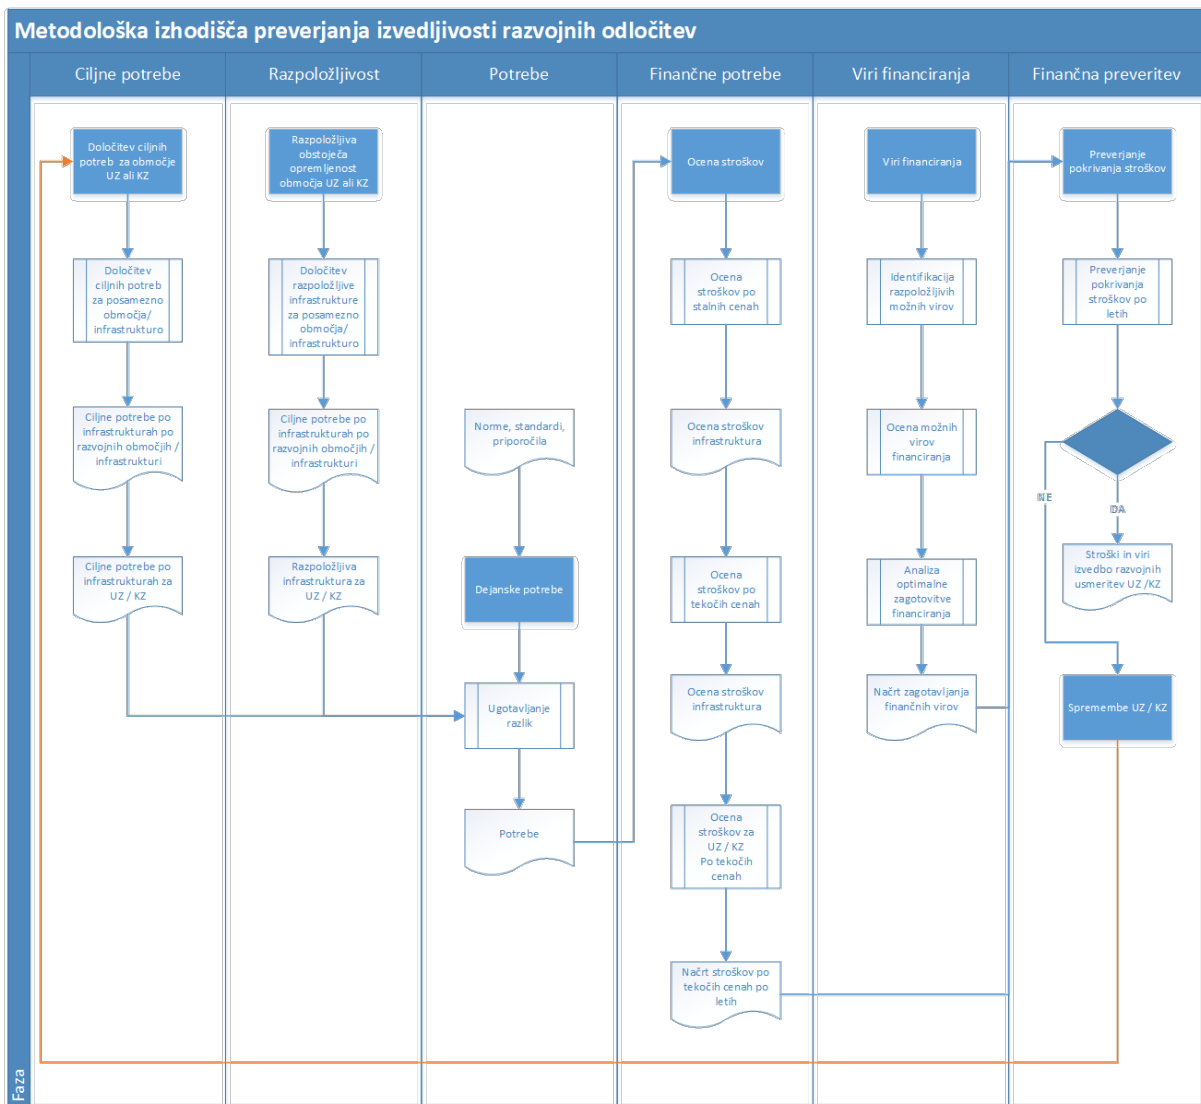 Metodološka izhodišča preverjanja izvedljivosti razvojnih odločitev
Ciljne potrebe
Razpoložljivost
Potrebe
Finančne potrebe
Viri financiranja
Finančna preveritev
Določitev ciljnih
potreb za območje
UZ ali KZ
Določitev
ciljnih potreb
za posamezno
območja/
infrastrukturo
Ciljne potrebe po
infrastrukturah po
razvojnih območjih /
infrastrukturi
Ciljne potrebe po
infrastrukturah za
UZ / KZ
Razpoložljiva
obstoječa
opremljenost
območja UZ ali KZ
Določitev
razpoložljive
infrastrukture
za posamezno
območja/
infrastrukturo
Ciljne potrebe po
infrastrukturah po
razvojnih območjih /
infrastrukturi
Razpoložljiva
infrastruktura za
UZ / KZ
Norme, standardi,
priporočila
Dejanske potrebe
Ugotavljanje
razlik
Potrebe
Ocena stroškov
Ocena
stroškov po
stalnih cenah
Ocena stroškov
infrastruktura
Ocena
stroškov po
tekočih cenah
Ocena stroškov
infrastruktura
Ocena
stroškov za
UZ / KZ
Po tekočih
cenah
Načrt stroškov po
tekočih cenah po
letih
Viri financiranja
Identifikacija
razpoložljivih
možnih virov
Ocena možnih
virov
financiranja
Analiza
optimalne
zagotovitve
financiranja
Načrt zagotavljanja
finančnih virov
Preverjanje
pokrivanja stroškov
Preverjanje
pokrivanja
stroškov po
letih
NE
DA
Stroški in viri
izvedbo razvojnih
usmeritev UZ /KZ
Spremembe UZ / KZ
Faza